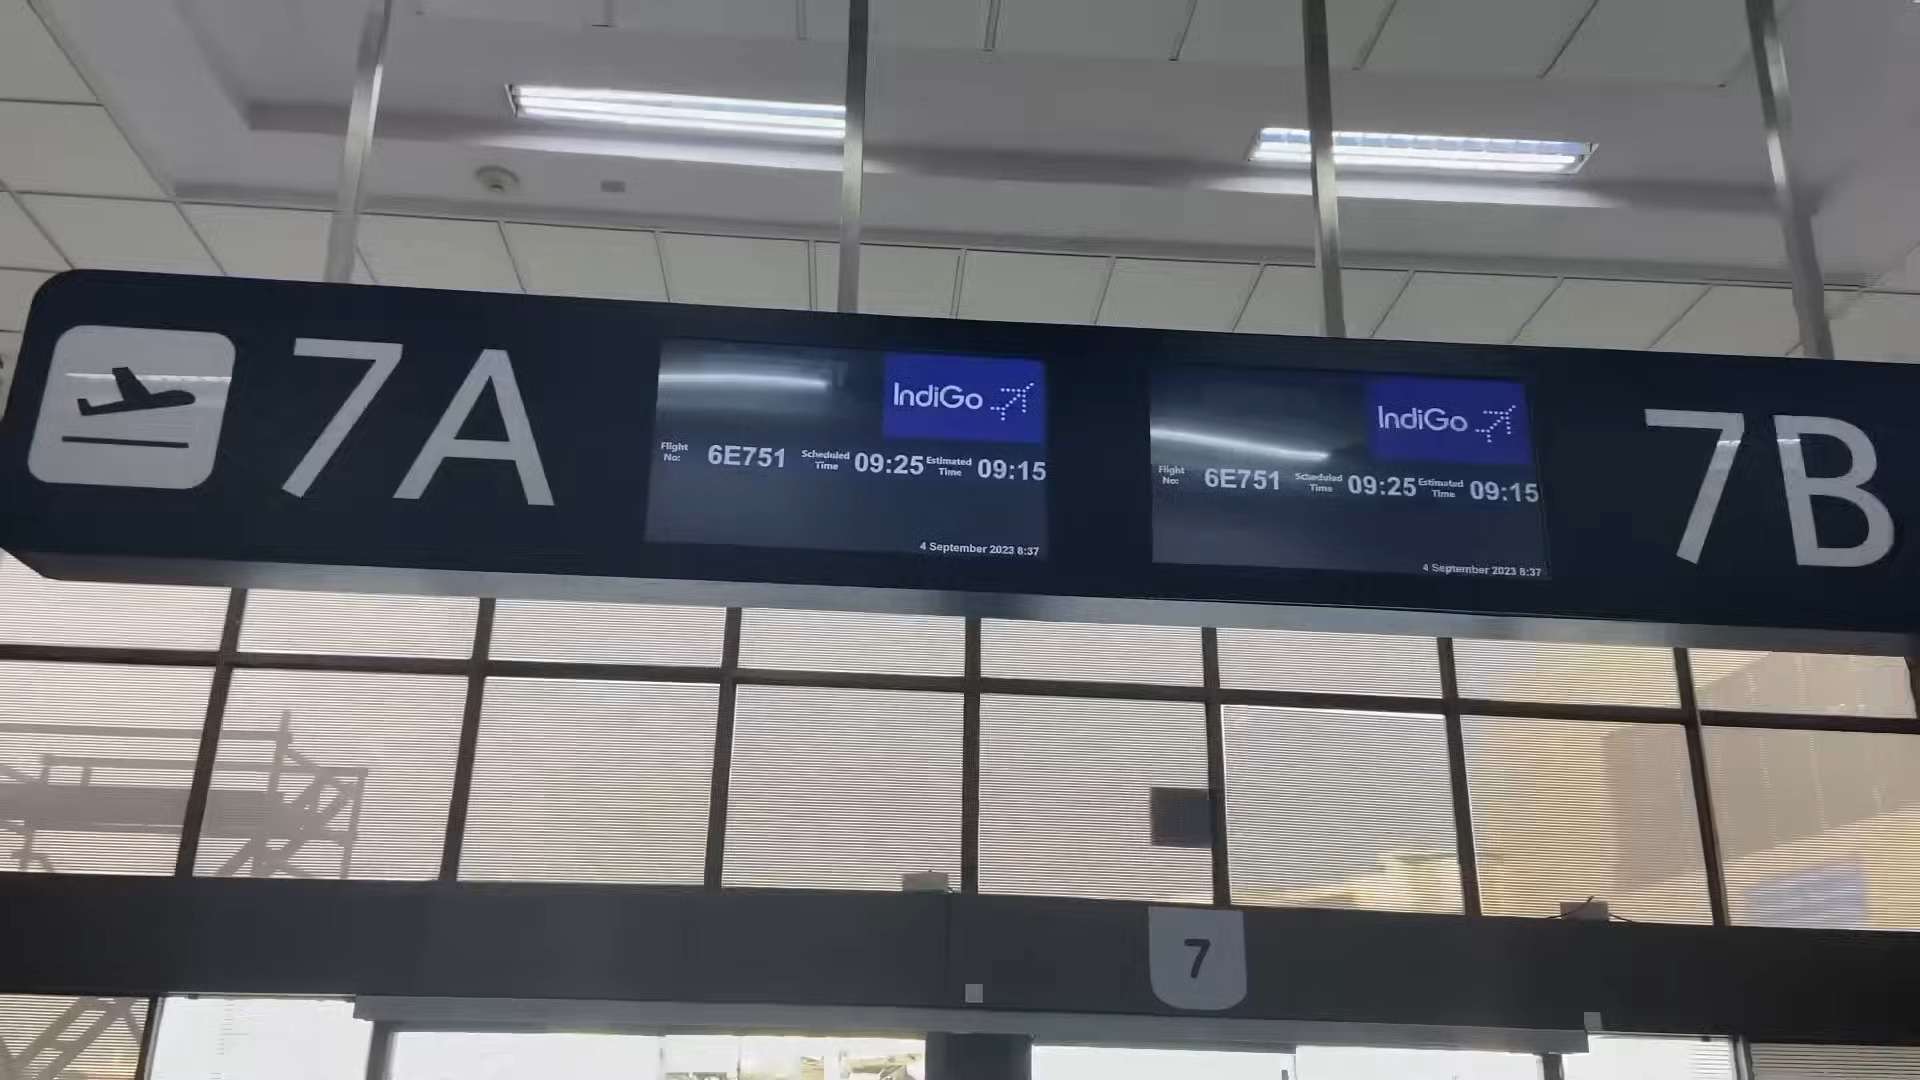 7A
IndiGo
Flight No: 6E751 Scheduled Time 09:25 Estimated Time 09:15
4 September 2023 8:37
IndiGo
Flight No: 6E751 Scheduled Time 09:25 Estimated Time 09:15
4 September 2023 8:37
7B
7